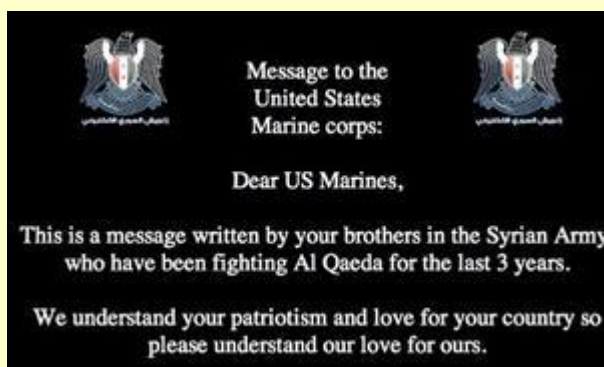 Message to the
United States
Marine corps:
Dear US Marines,
This is a message written by your brothers in the Syrian Army
who have been fighting Al Qaeda for the last 3 years.
We understand your patriotism and love for your country so
please understand our love for ours.